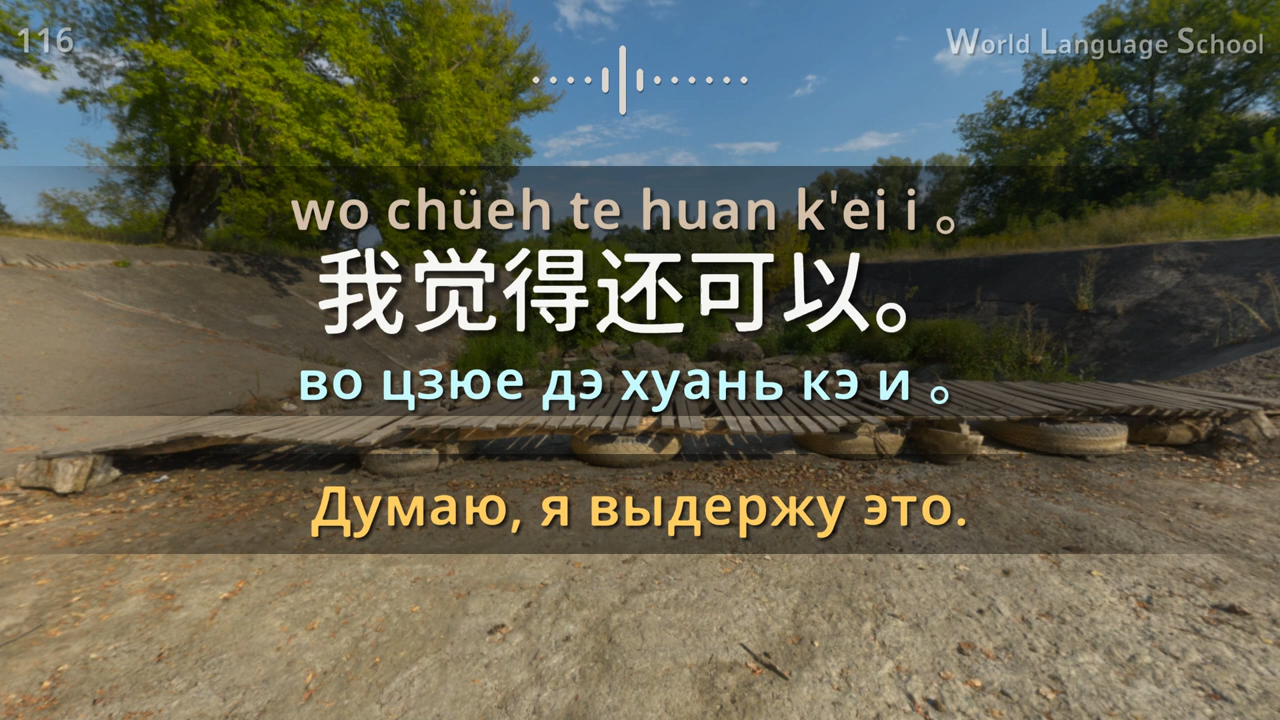 116
World Language School
wo chüeh te huan k'ei i 。
我觉得还可以。
во цзюе дэ хуань кэ и 。
Думаю, я выдержу это.